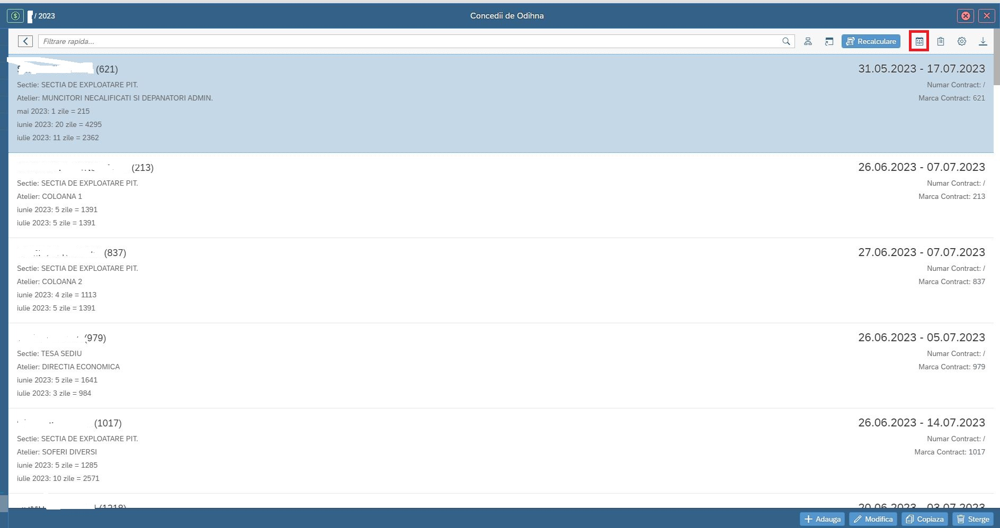 / 2023
Concedii de Odihna
Filtrare rapida...
Recalculare
(621)
31.05.2023 - 17.07.2023
Sectie: SECTIA DE EXPLOATARE PIT.
Numar Contract: /
Atelier: MUNCITORI NECALIFICATI SI DEPANATORI ADMIN.
Marca Contract: 621
mai 2023: 1 zile = 215
iunie 2023: 20 zile = 4295
iulie 2023: 11 zile = 2362
(213)
26.06.2023 - 07.07.2023
Sectie: SECTIA DE EXPLOATARE PIT.
Numar Contract: /
Atelier: COLOANA 1
Marca Contract: 213
iunie 2023: 5 zile = 1391
iulie 2023: 5 zile = 1391
(837)
27.06.2023 - 07.07.2023
Sectie: SECTIA DE EXPLOATARE PIT.
Numar Contract: /
Atelier: COLOANA 2
Marca Contract: 837
iunie 2023: 4 zile = 1113
iulie 2023: 5 zile = 1391
(979)
26.06.2023 - 05.07.2023
Sectie: TESA SEDIU
Numar Contract: /
Atelier: DIRECTIA ECONOMICA
Marca Contract: 979
iunie 2023: 5 zile = 1641
iulie 2023: 3 zile = 984
(1017)
26.06.2023 - 14.07.2023
Sectie: SECTIA DE EXPLOATARE PIT.
Numar Contract: /
Atelier: SOFERI DIVERSI
Marca Contract: 1017
iunie 2023: 5 zile = 1285
iulie 2023: 10 zile = 2571
(1218)
20.06.2023 - 03.07.2023
Adauga
Modifica
Copiaza
Sterge